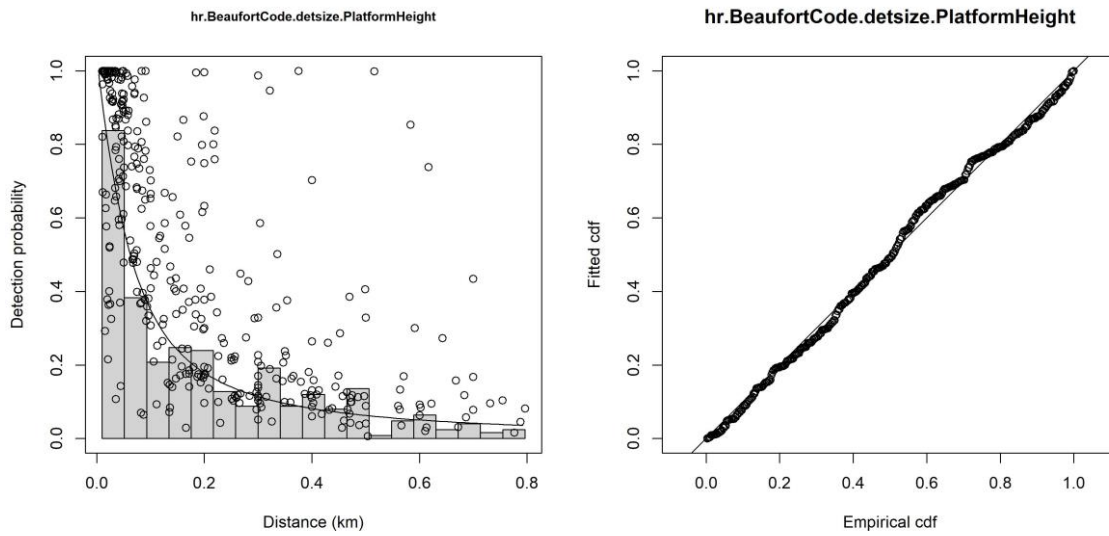 hr.BeaufortCode.detsize.PlatformHeight
Detection probability
1.0
0.8
0.6
0.4
0.2
0.0
0.0 0.2 0.4 0.6 0.8
Distance (km)
hr.BeaufortCode.detsize.PlatformHeight
Fitted cdf
1.0
0.8
0.6
0.4
0.2
0.0
0.0 0.2 0.4 0.6 0.8 1.0
Empirical cdf